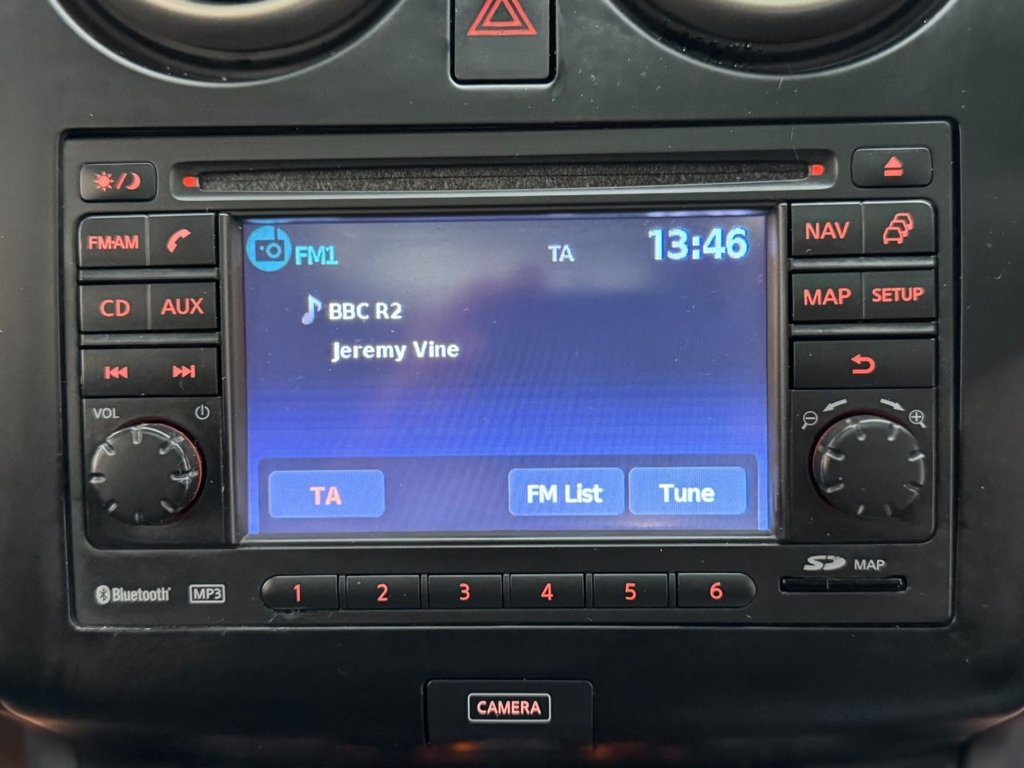 FM1 TA 13:46
FM·AM
NAV
BBC R2
CD AUX
MAP SETUP
Jeremy Vine
VOL
TA FM List Tune
Bluetooth® MP3
1 2 3 4 5 6
SD MAP
CAMERA